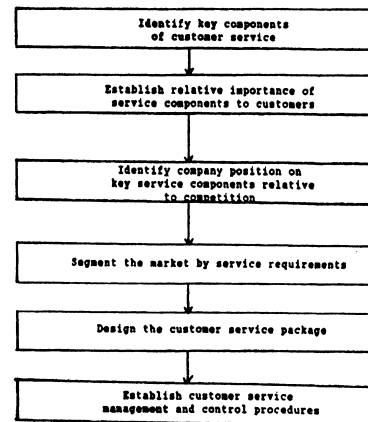 Identify key components
of customer service
Establish relative importance of
service components to customers
Identify company position on
key service components relative
to competition
Segment the market by service requirements
Design the customer service package
Establish customer service
management and control procedures